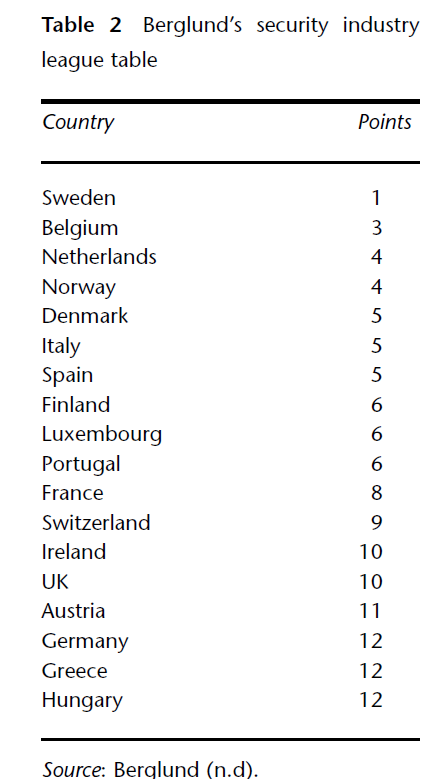 Table 2 Berglund's security industry
league table
Country Points
Sweden 1
Belgium 3
Netherlands 4
Norway 4
Denmark 5
Italy 5
Spain 5
Finland 6
Luxembourg 6
Portugal 6
France 8
Switzerland 9
Ireland 10
UK 10
Austria 11
Germany 12
Greece 12
Hungary 12
Source: Berglund (n.d).